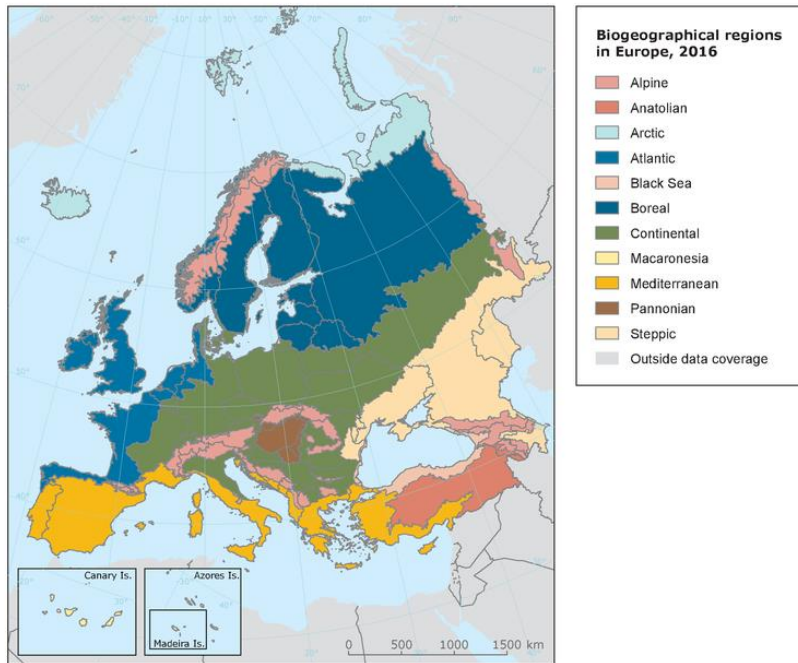 Biogeographical regions
in Europe, 2016
Alpine
Anatolian
Arctic
Atlantic
Black Sea
Boreal
Continental
Macaronesia
Mediterranean
Pannonian
Steppic
Outside data coverage
Canary Is.
Azores Is.
Madeira Is.
0 500 1000 1500 km